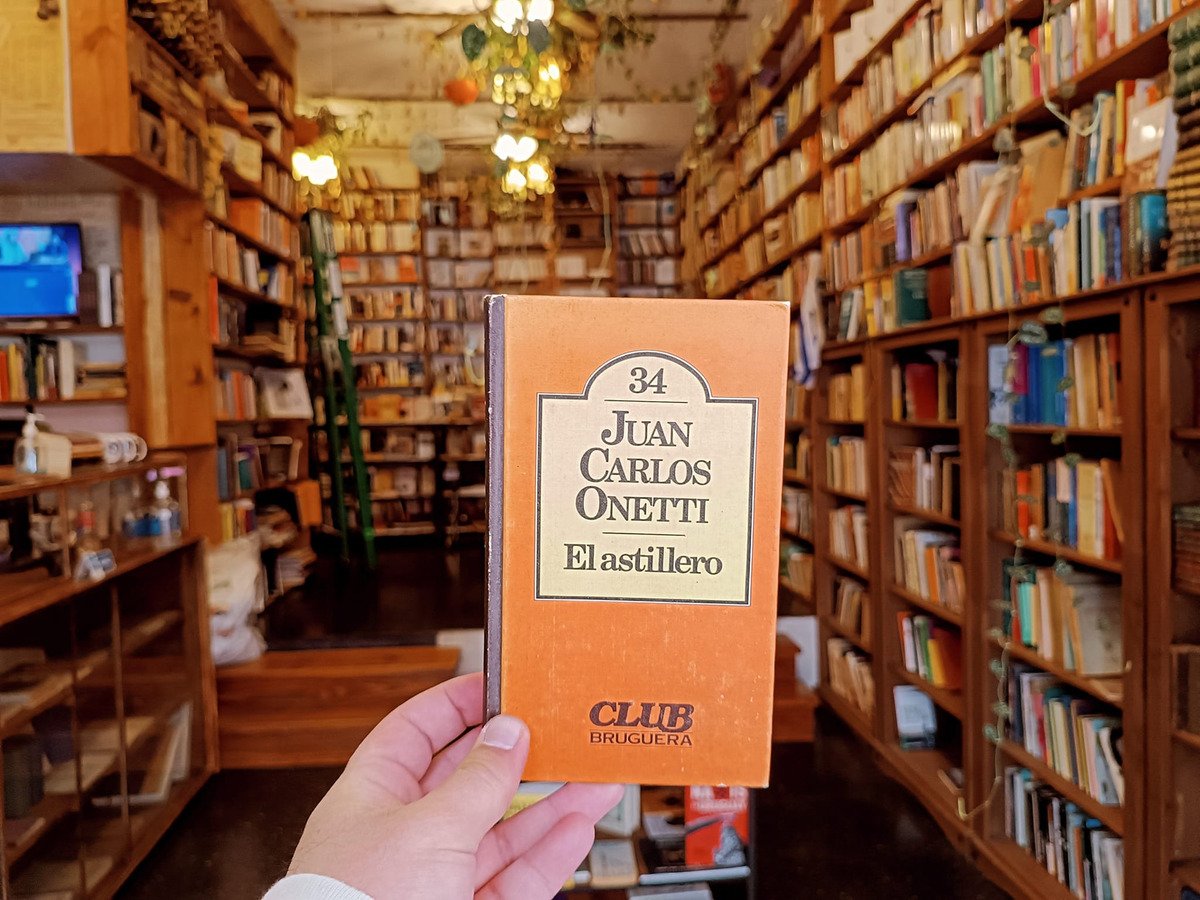 34
JUAN
CARLOS
ONETTI
El astillero
CLUB
BRUGUERA